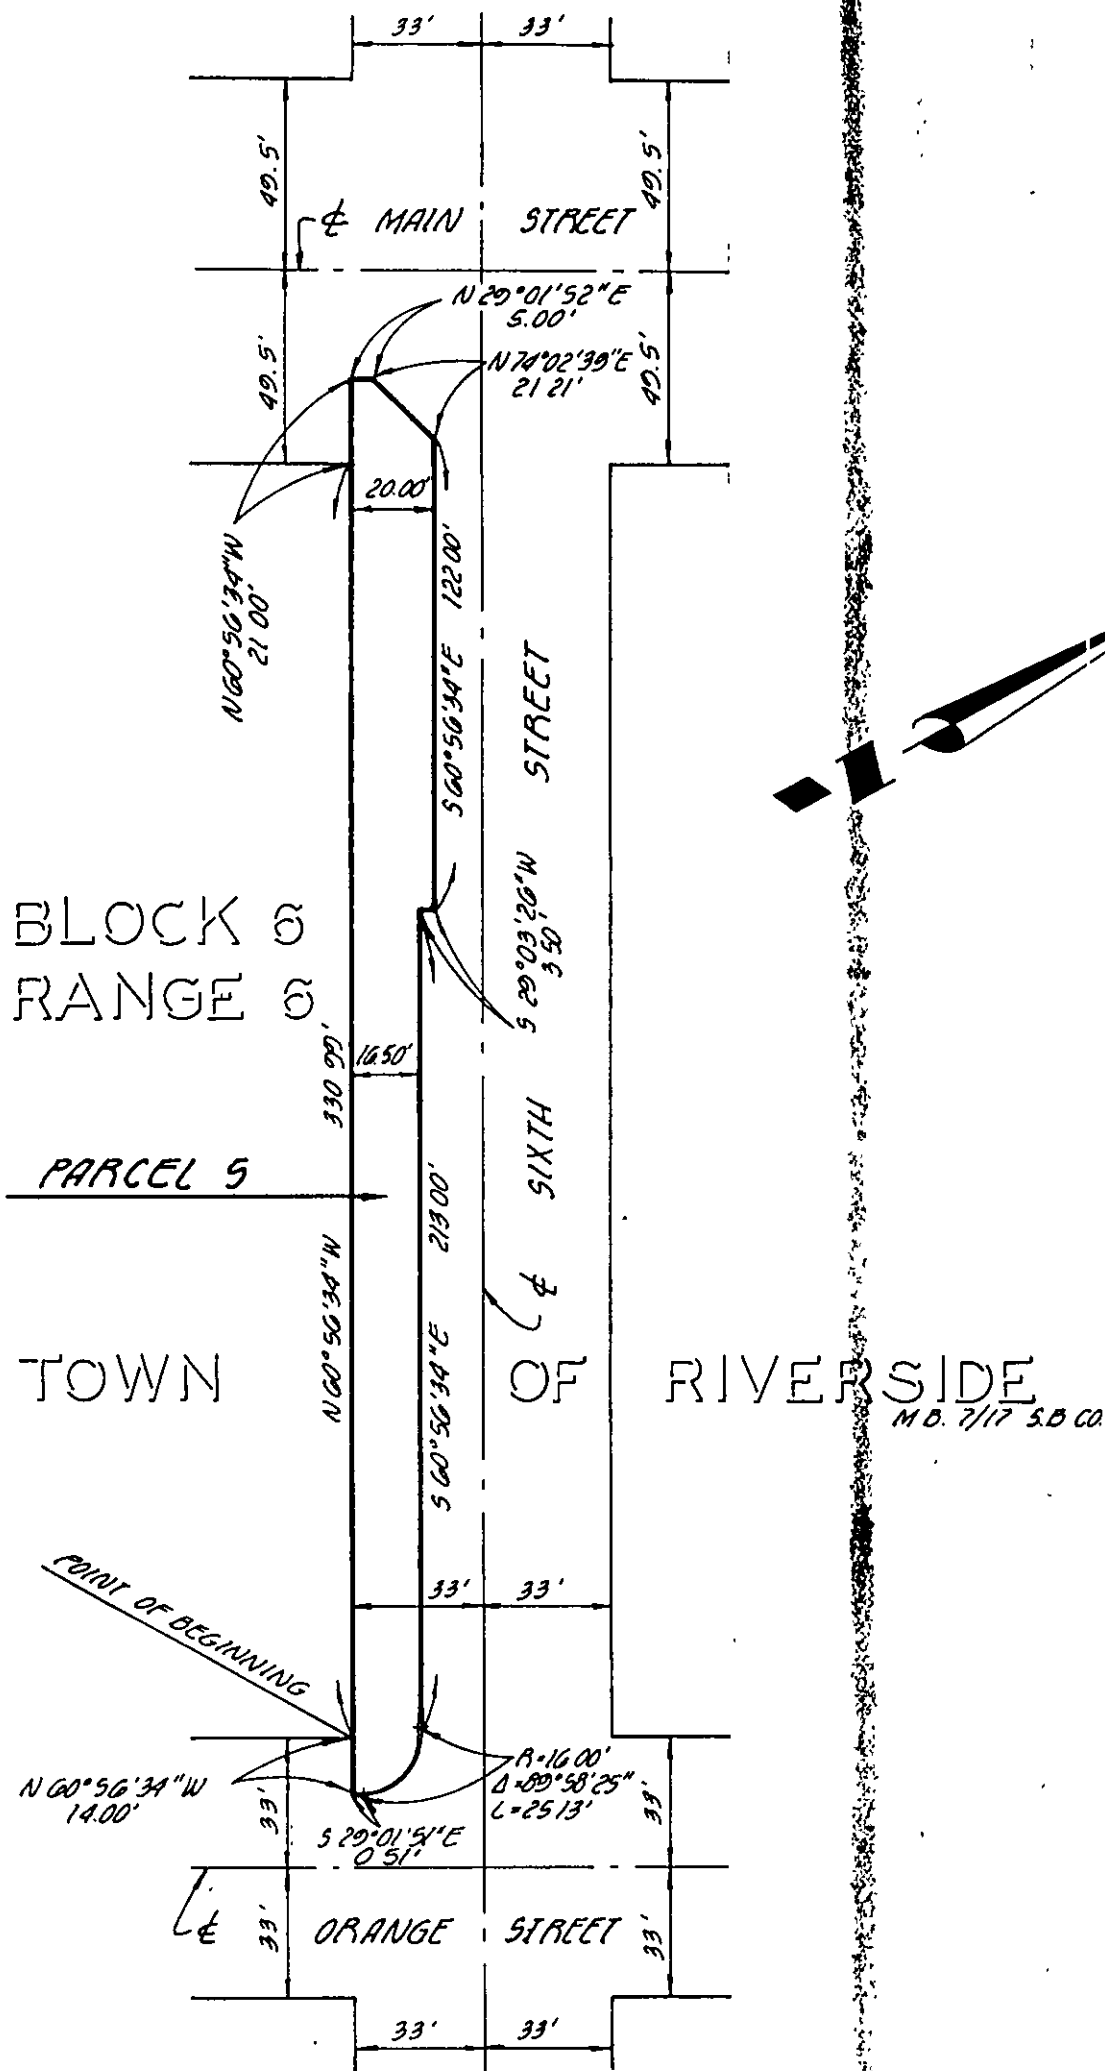 33' 33'
49.5' 49.5'
℄ MAIN STREET
N 29°01'52"E
5.00'
49.5' 49.5'
N 74°02'39"E
21 21'
20.00'
N60°56'34"W
21 00'
S60°56'34"E 122 00'
STREET
BLOCK 6
RANGE 6
S 29°03'26"W
3 50'
330 66'
16.50'
SIXTH
PARCEL 5
213 00'
N60°56'34"W
℄
S 60°56'34"E
TOWN OF RIVERSIDE
M B. 7/17 S.B CO.
POINT OF BEGINNING
33' 33'
N 60°56'34"W
14.00'
R=16 00'
Δ=89°58'25"
L=25 13'
33' 33'
S 29°01'51"E
0 51'
℄ ORANGE STREET
33' 33'
33' 33'